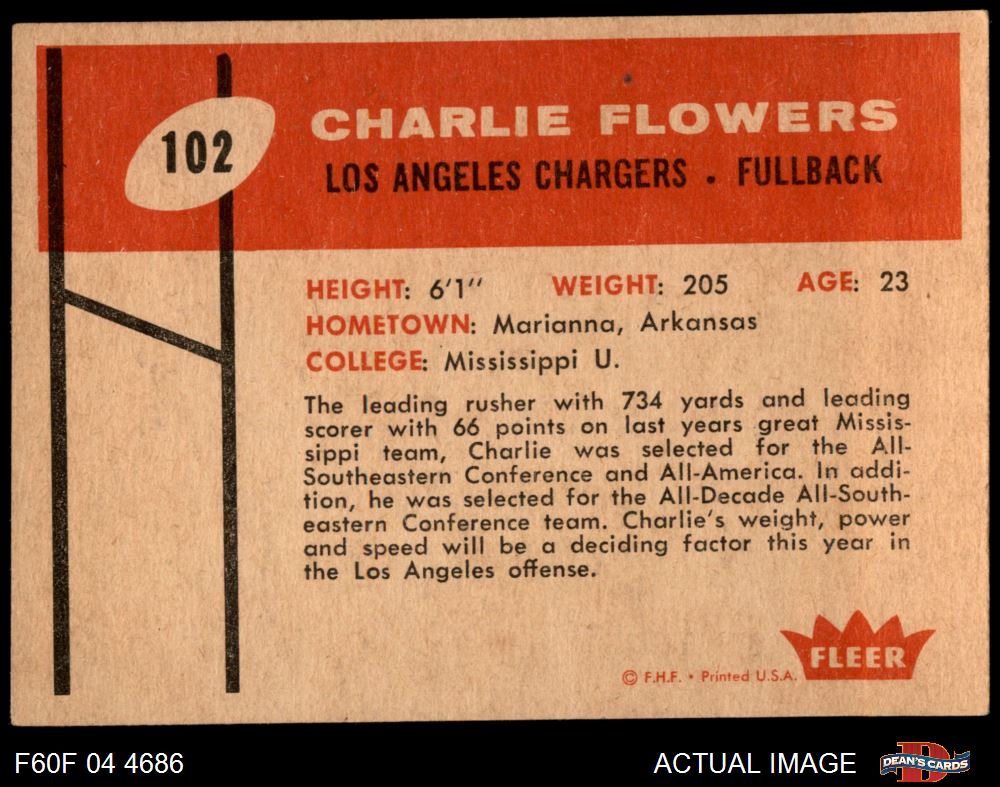 102
CHARLIE FLOWERS
LOS ANGELES CHARGERS . FULLBACK
HEIGHT: 6'1" WEIGHT: 205 AGE: 23
HOMETOWN: Marianna, Arkansas
COLLEGE: Mississippi U.
The leading rusher with 734 yards and leading
scorer with 66 points on last years great Missis-
sippi team, Charlie was selected for the All-
Southeastern Conference and All-America. In addi-
tion, he was selected for the All-Decade All-South-
eastern Conference team. Charlie's weight, power
and speed will be a deciding factor this year in
the Los Angeles offense.
FLEER
© F.H.F. • Printed U.S.A.
F60F 04 4686
ACTUAL IMAGE
D
DEAN'S CARDS